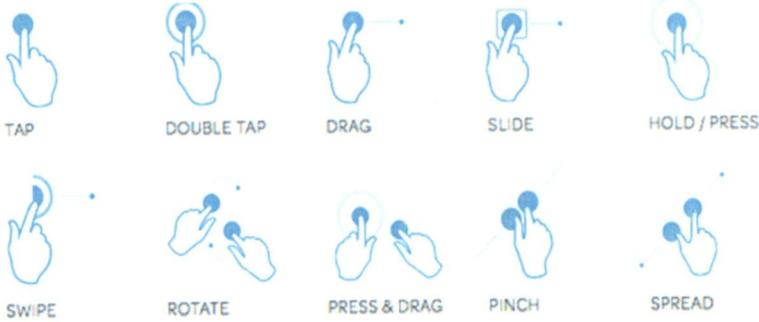 TAP
DOUBLE TAP
DRAG
SLIDE
HOLD / PRESS
SWIPE
ROTATE
PRESS & DRAG
PINCH
SPREAD